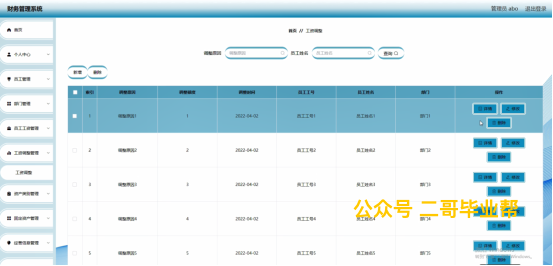 财务管理系统
管理员 abo 退出登录
首页
首页 // 工资调整
个人中心
调整原因 调整原因 员工姓名 员工姓名 查询
员工管理
新增 删除
部门管理
索引 调整原因 调整额度 调整时间 员工工号 员工姓名 部门 操作
员工工资管理
1 调整原因1 1 2022-04-02 员工工号1 员工姓名1 部门1 详情 修改 删除
工资调整管理
2 调整原因2 2 2022-04-02 员工工号2 员工姓名2 部门2 详情 修改 删除
工资调整
3 调整原因3 3 2022-04-02 员工工号3 员工姓名3 部门3 详情 修改 删除
资产类别管理
4 调整原因4 4 2022-04-02 员工工号4 员工姓名4 部门4 详情 修改 删除
固定资产管理
公众号 二哥毕业帮
经费信息管理
5 调整原因5 5 2022-04-02 员工工号5 员工姓名5 部门5 详情 修改 删除